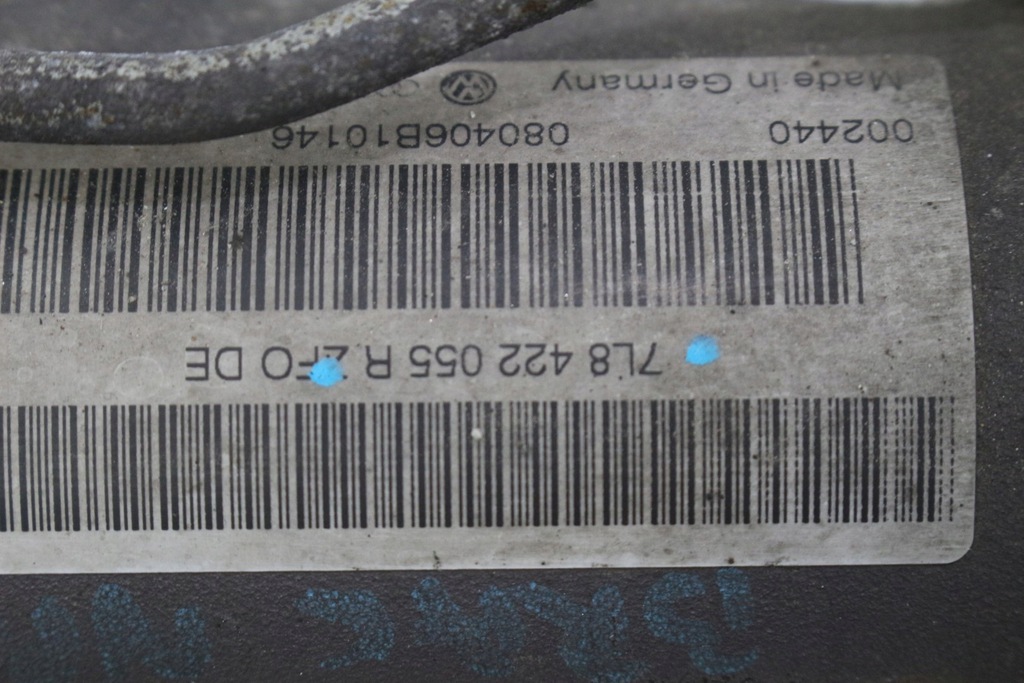 7L8 422 055 R ZFO DE
002440 080406B10146
Made in Germany